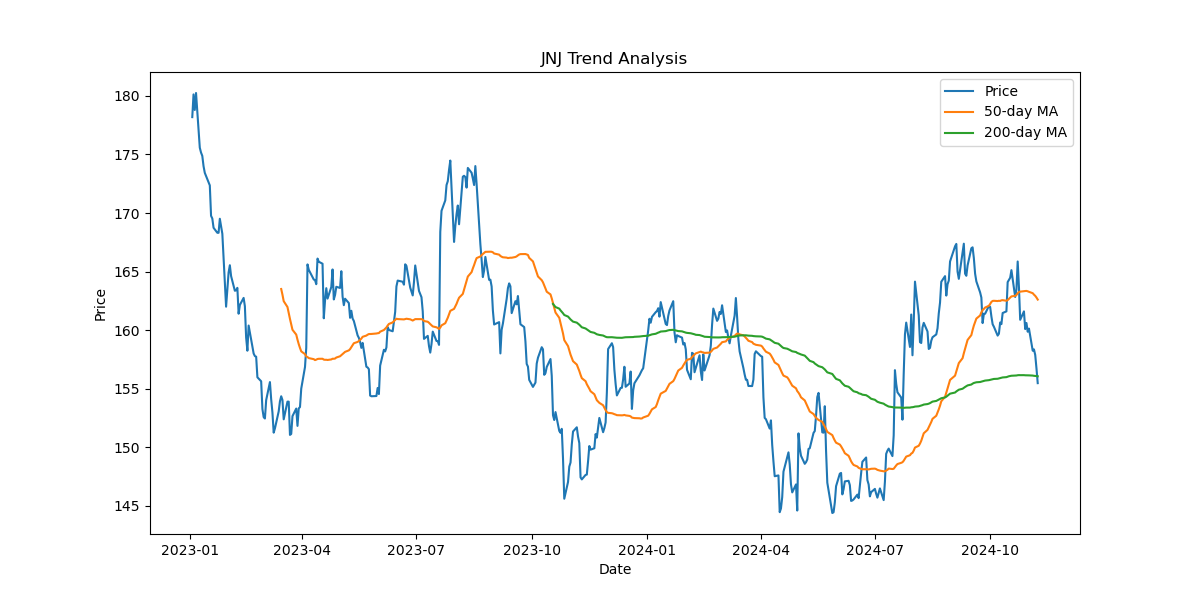 JNJ Trend Analysis
Price
50-day MA
200-day MA
180
175
170
165
160
155
150
145
Price
2023-01
2023-04
2023-07
2023-10
2024-01
2024-04
2024-07
2024-10
Date